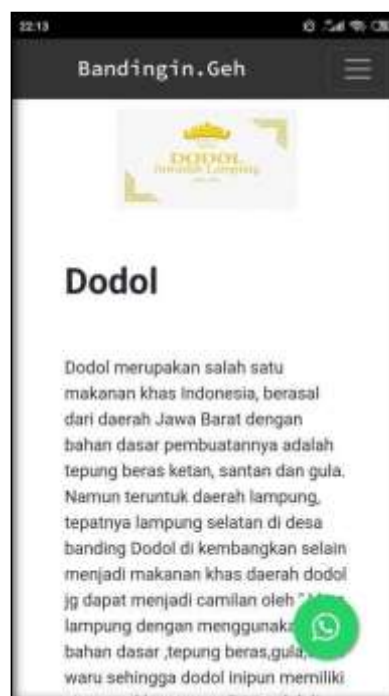 22:13
Bandingin.Geh
DODOL
Lampung
Dodol
Dodol merupakan salah satu
makanan khas Indonesia, berasal
dari daerah Jawa Barat dengan
bahan dasar pembuatannya adalah
tepung beras ketan, santan dan gula.
Namun teruntuk daerah lampung,
tepatnya lampung selatan di desa
banding Dodol di kembangkan selain
menjadi makanan khas daerah dodol
jg dapat menjadi camilan oleh "
lampung dengan menggunaka
bahan dasar ,tepung beras,gula,
waru sehingga dodol inipun memiliki